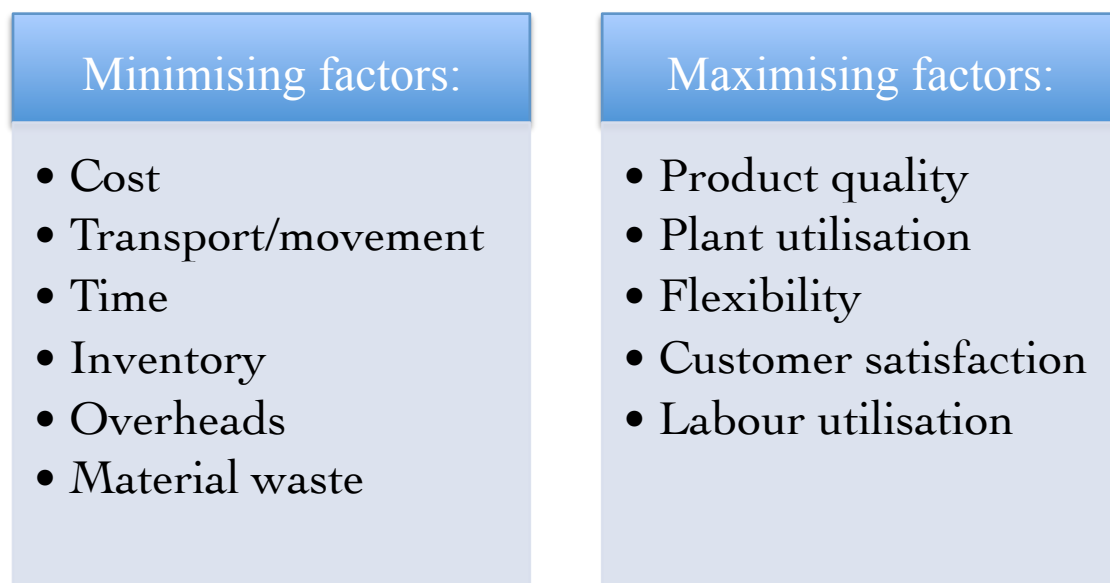 Minimising factors:
• Cost
• Transport/movement
• Time
• Inventory
• Overheads
• Material waste
Maximising factors:
• Product quality
• Plant utilisation
• Flexibility
• Customer satisfaction
• Labour utilisation